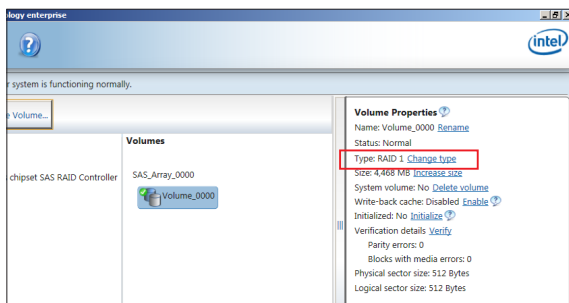 ology enterprise
?
intel
r system is functioning normally.
e Volume...
Volumes
s chipset SAS RAID Controller
SAS_Array_0000
Volume_0000
Volume Properties ?
Name: Volume_0000 Rename
Status: Normal
Type: RAID 1 Change type
Size: 4,468 MB Increase size
System volume: No Delete volume
Write-back cache: Disabled Enable ?
Initialized: No Initialize ?
Verification details Verify
Parity errors: 0
Blocks with media errors: 0
Physical sector size: 512 Bytes
Logical sector size: 512 Bytes